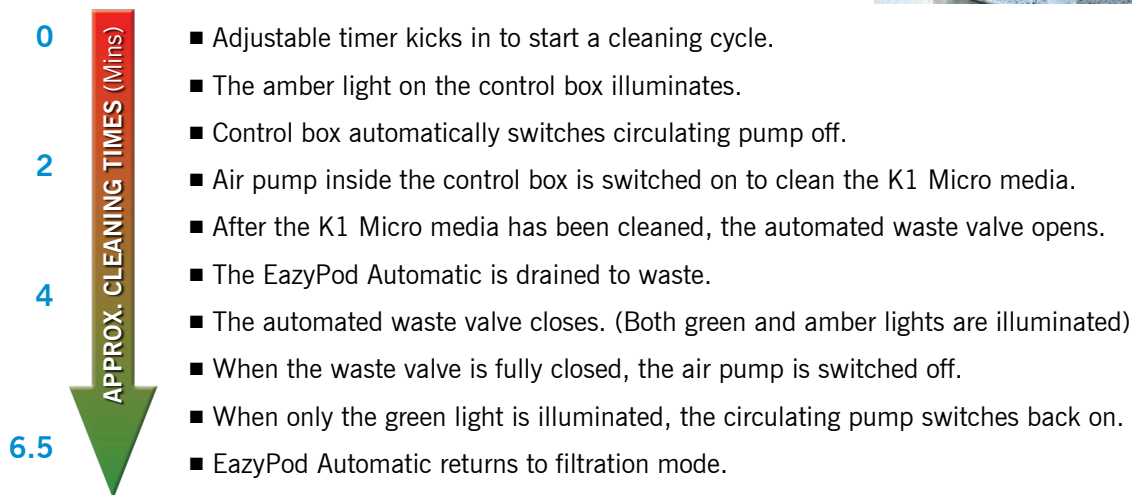 0
2
4
6.5
APPROX. CLEANING TIMES (Mins)
■ Adjustable timer kicks in to start a cleaning cycle.
■ The amber light on the control box illuminates.
■ Control box automatically switches circulating pump off.
■ Air pump inside the control box is switched on to clean the K1 Micro media.
■ After the K1 Micro media has been cleaned, the automated waste valve opens.
■ The EazyPod Automatic is drained to waste.
■ The automated waste valve closes. (Both green and amber lights are illuminated)
■ When the waste valve is fully closed, the air pump is switched off.
■ When only the green light is illuminated, the circulating pump switches back on.
■ EazyPod Automatic returns to filtration mode.